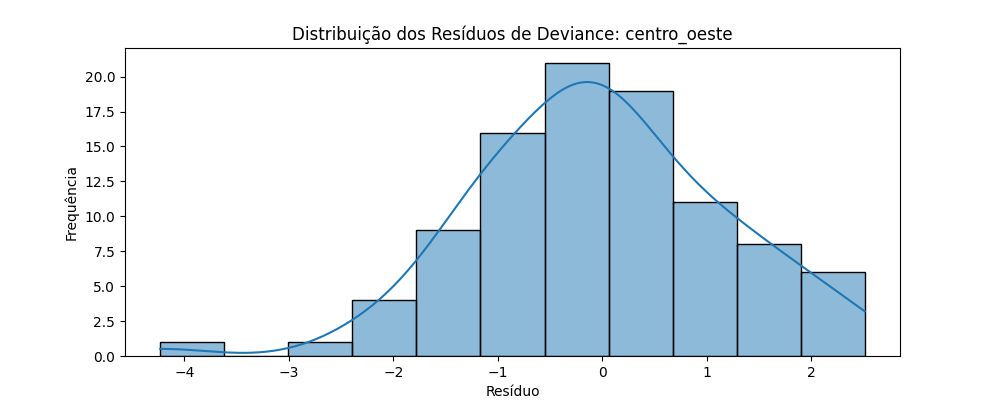 Distribuição dos Resíduos de Deviance: centro_oeste
Frequência
20.0
17.5
15.0
12.5
10.0
7.5
5.0
2.5
0.0
−4 −3 −2 −1 0 1 2
Resíduo